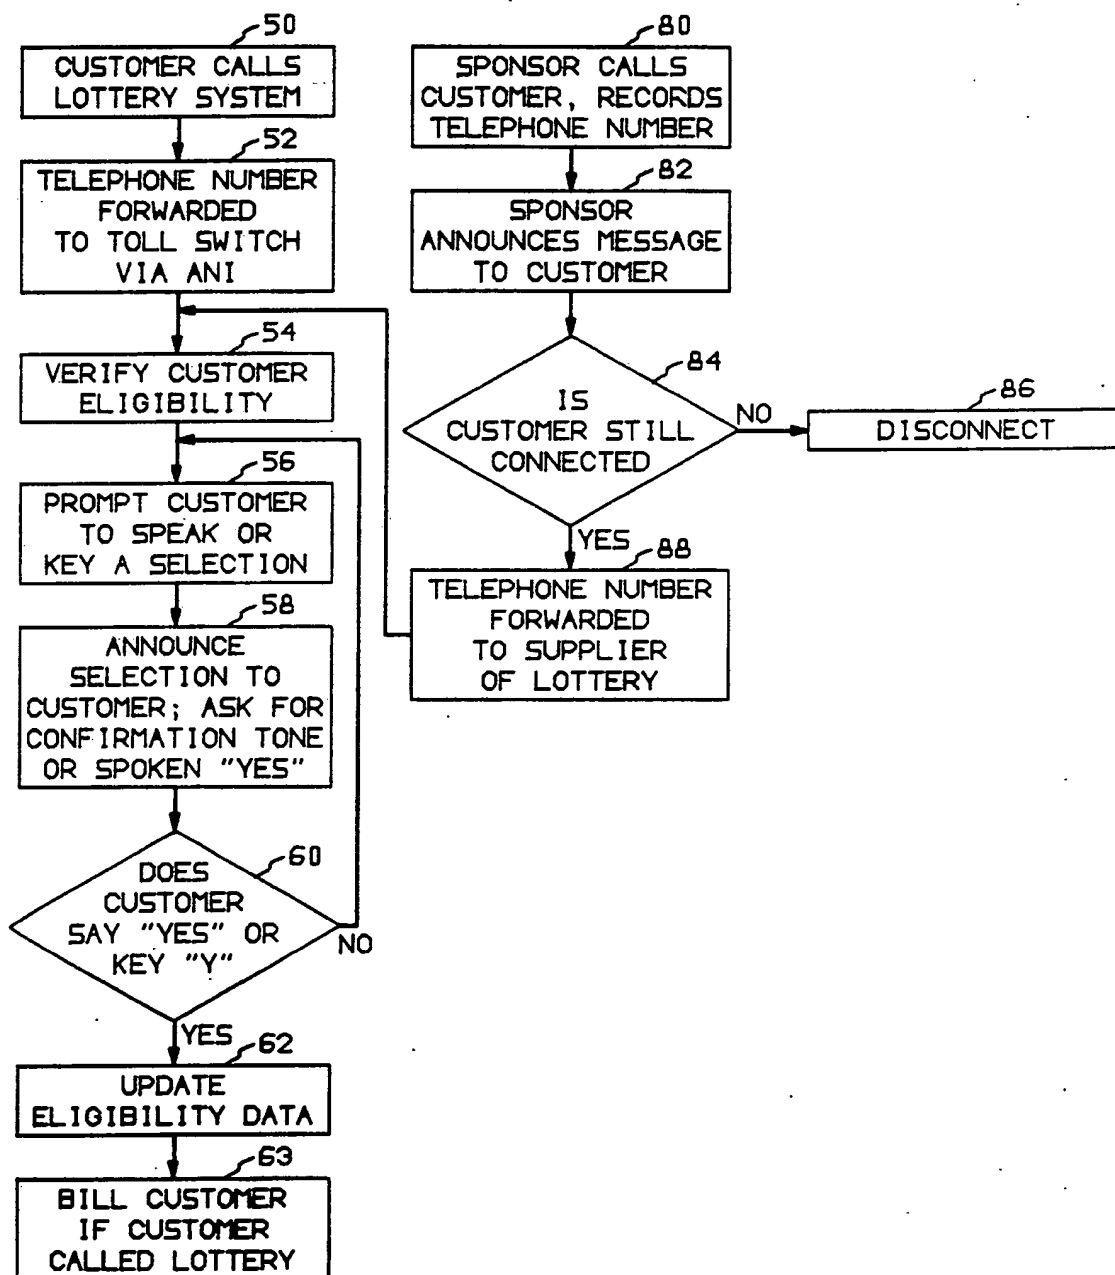 50
CUSTOMER CALLS
LOTTERY SYSTEM
52
TELEPHONE NUMBER
FORWARDED
TO TOLL SWITCH
VIA ANI
54
VERIFY CUSTOMER
ELIGIBILITY
56
PROMPT CUSTOMER
TO SPEAK OR
KEY A SELECTION
58
ANNOUNCE
SELECTION TO
CUSTOMER; ASK FOR
CONFIRMATION TONE
OR SPOKEN "YES"
60
DOES
CUSTOMER
SAY "YES" OR
KEY "Y"
NO
YES
62
UPDATE
ELIGIBILITY DATA
63
BILL CUSTOMER
IF CUSTOMER
CALLED LOTTERY
80
SPONSOR CALLS
CUSTOMER, RECORDS
TELEPHONE NUMBER
82
SPONSOR
ANNOUNCES MESSAGE
TO CUSTOMER
84
IS
CUSTOMER STILL
CONNECTED
NO
86
DISCONNECT
YES
88
TELEPHONE NUMBER
FORWARDED
TO SUPPLIER
OF LOTTERY